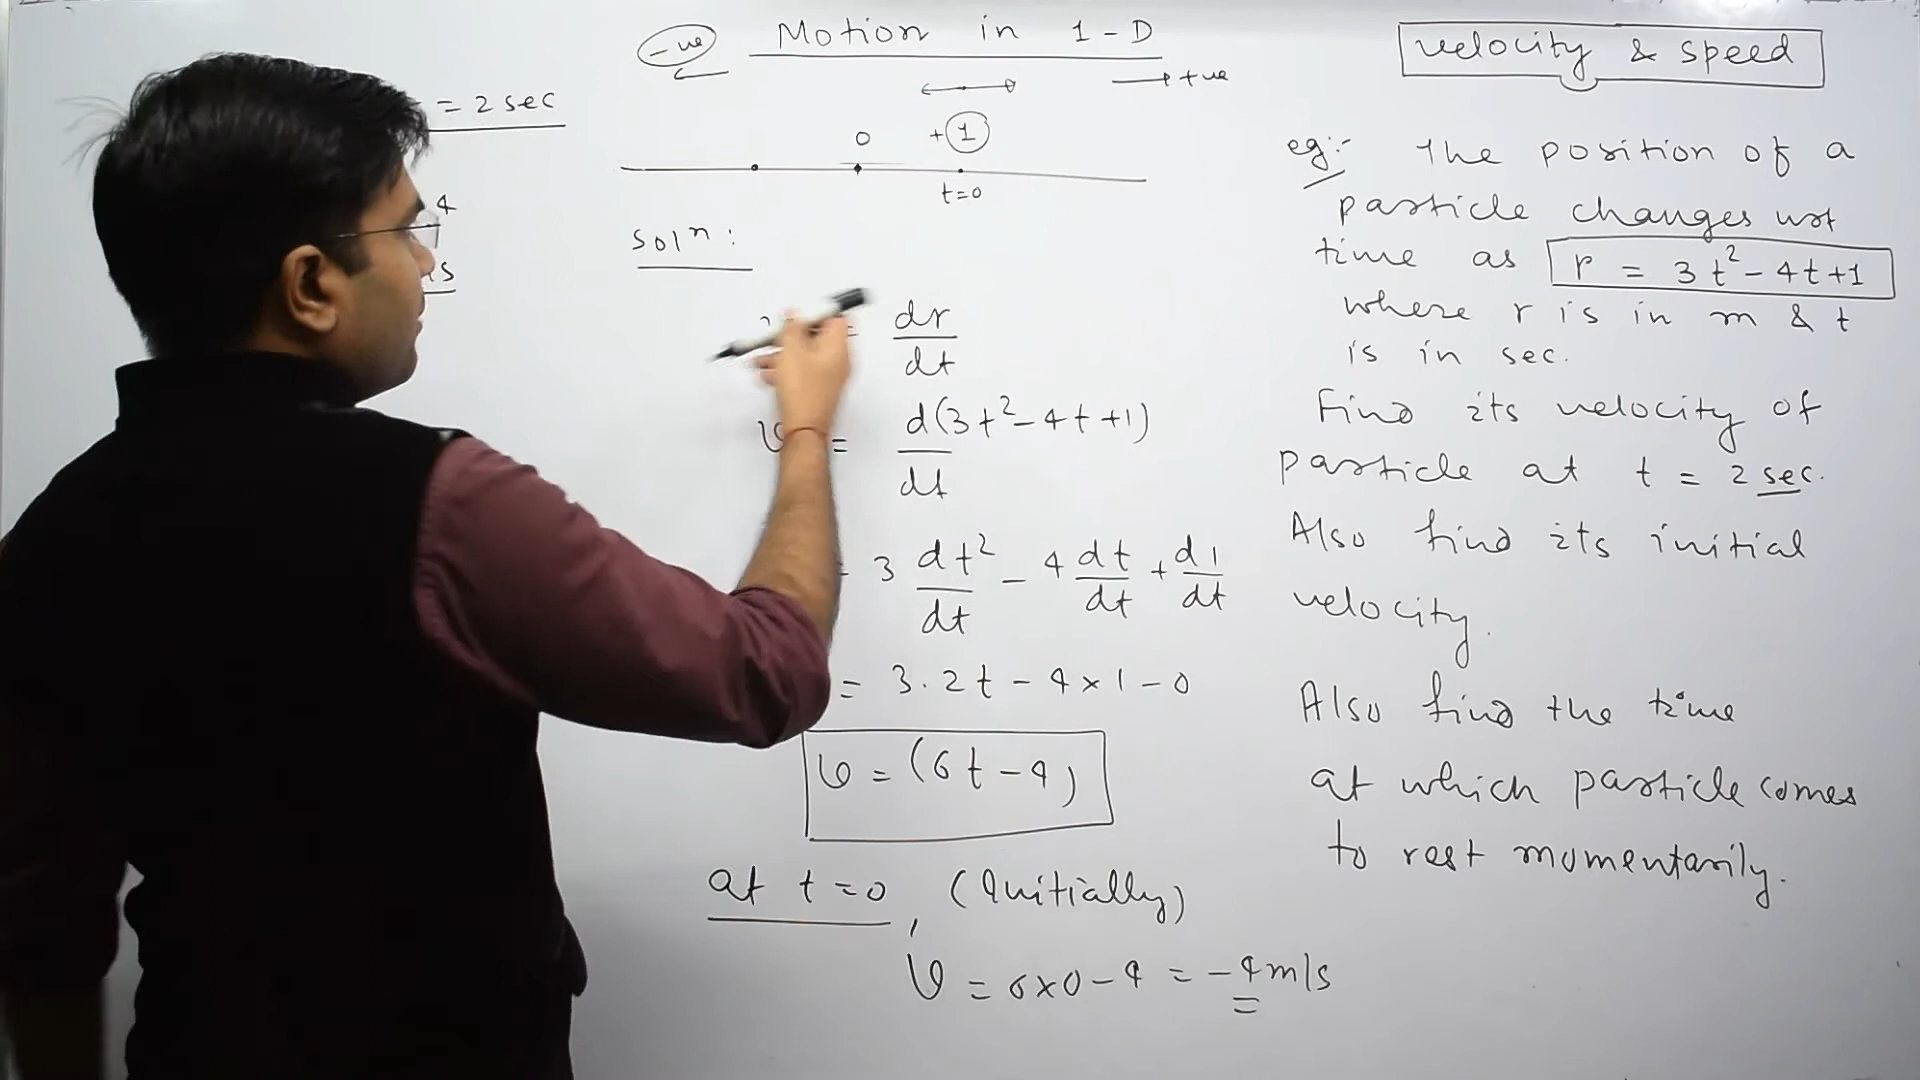 Motion in 1-D
-ve
+ve
0 +1
t=0
= 2 sec
4
Solⁿ:
= dr/dt
v = d(3t²-4t+1)/dt
3 dt²/dt - 4 dt/dt + d1/dt
= 3.2t - 4×1-0
v = (6t-4)
at t=0, (Initially)
v = 6×0-4 = -4m/s
velocity & speed
eg:- The position of a
particle changes wrt
time as r = 3t²-4t+1
where r is in m & t
is in sec.
Find its velocity of
particle at t = 2 sec.
Also find its initial
velocity.
Also find the time
at which particle comes
to rest momentarily.